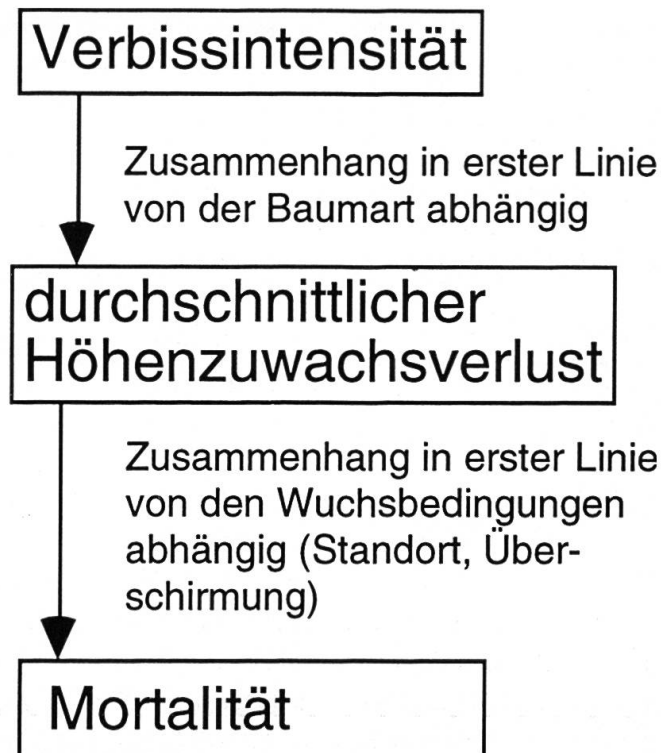 Verbissintensität
Zusammenhang in erster Linie
von der Baumart abhängig
durchschnittlicher
Höhenzuwachsverlust
Zusammenhang in erster Linie
von den Wuchsbedingungen
abhängig (Standort, Über-
schirmung)
Mortalität